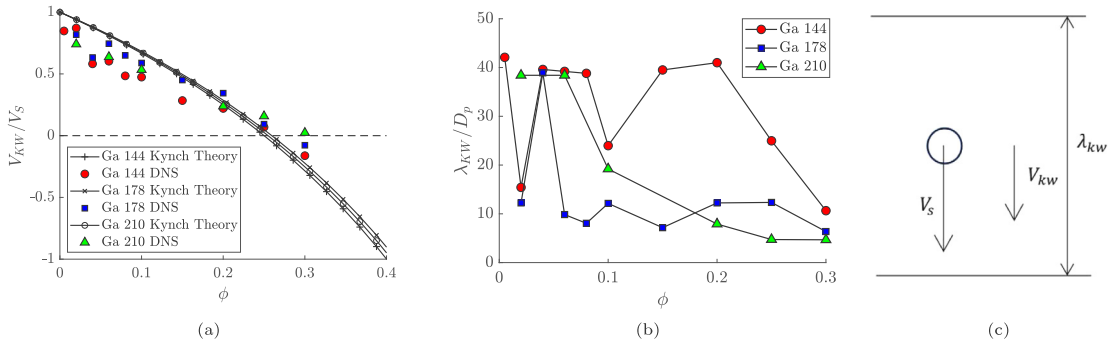 1
0.5
0
-0.5
-1
V_{KW}/V_S
Ga 144 Kynch Theory
Ga 144 DNS
Ga 178 Kynch Theory
Ga 178 DNS
Ga 210 Kynch Theory
Ga 210 DNS
0 0.1 0.2 0.3 0.4
ϕ
(a)
50
40
30
20
10
0
λ_{KW}/D_p
Ga 144
Ga 178
Ga 210
0 0.1 0.2 0.3
ϕ
(b)
λ_{kw}
V_{kw}
V_s
(c)